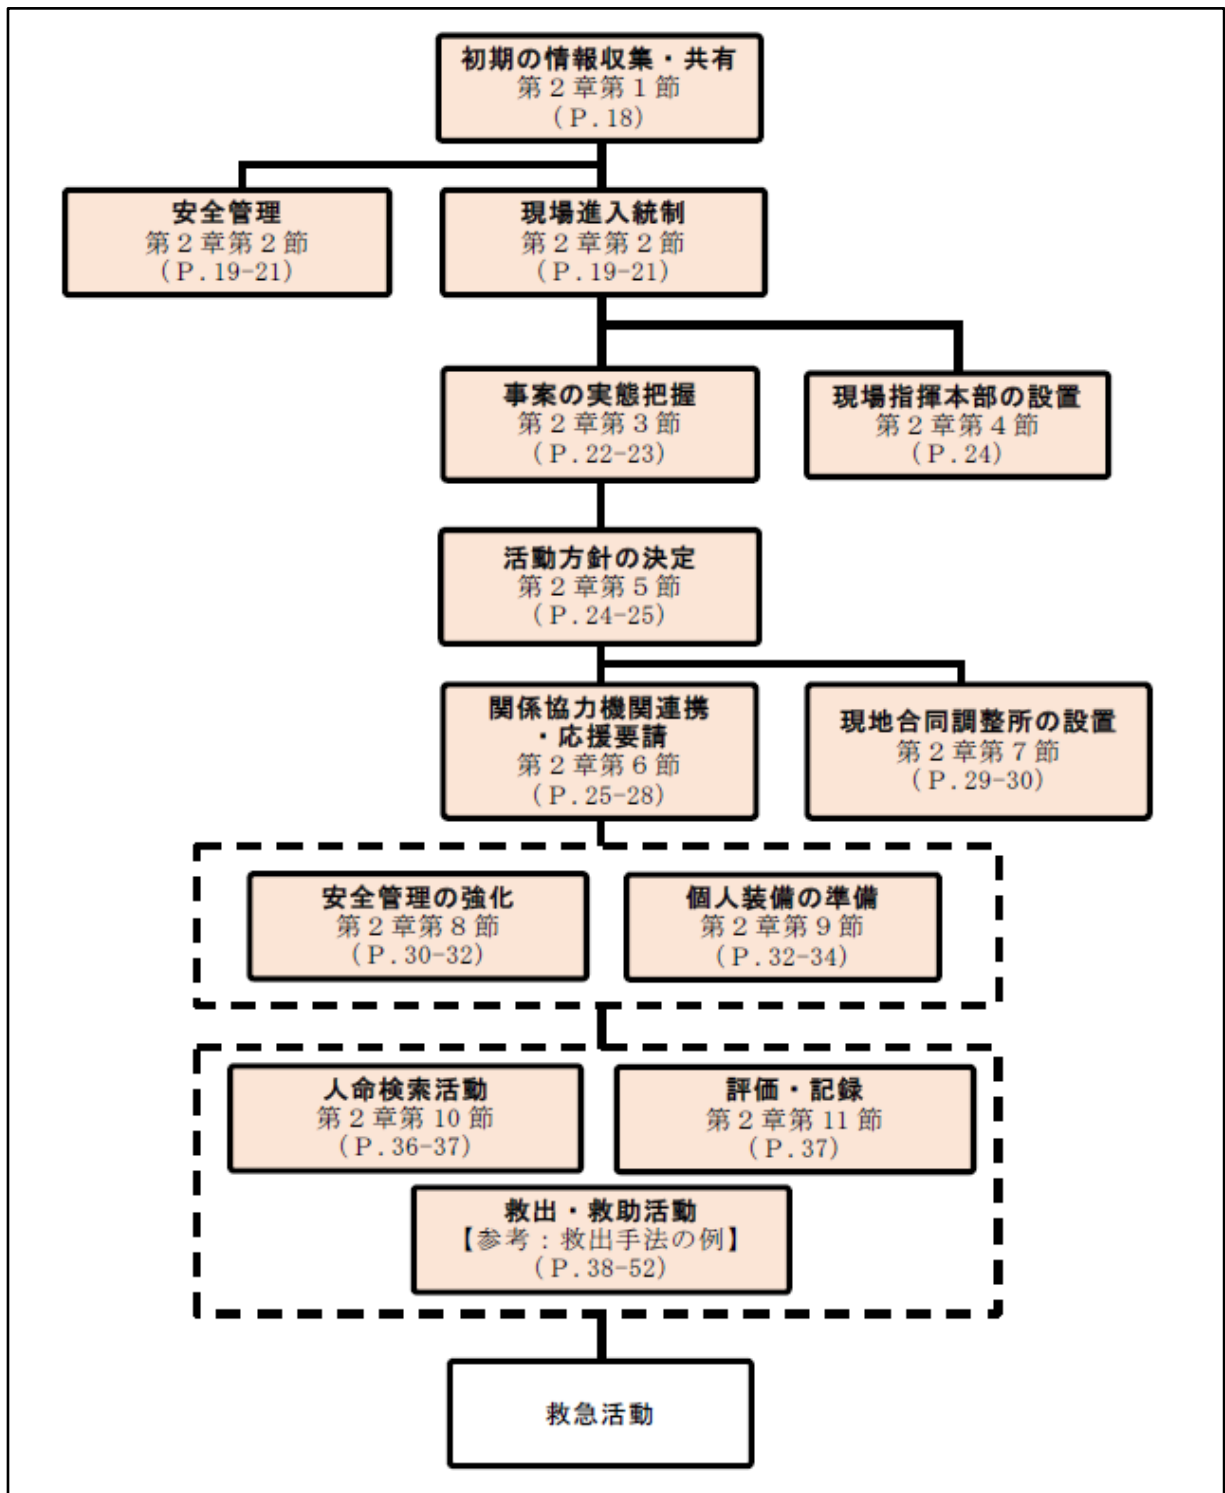 初期の情報収集・共有
第２章第１節
(P.18)
安全管理
第２章第２節
(P.19-21)
現場進入統制
第２章第２節
(P.19-21)
事案の実態把握
第２章第３節
(P.22-23)
現場指揮本部の設置
第２章第４節
(P.24)
活動方針の決定
第２章第５節
(P.24-25)
関係協力機関連携
・応援要請
第２章第６節
(P.25-28)
現地合同調整所の設置
第２章第７節
(P.29-30)
安全管理の強化
第２章第８節
(P.30-32)
個人装備の準備
第２章第９節
(P.32-34)
人命検索活動
第２章第10節
(P.36-37)
評価・記録
第２章第11節
(P.37)
救出・救助活動
【参考：救出手法の例】
(P.38-52)
救急活動